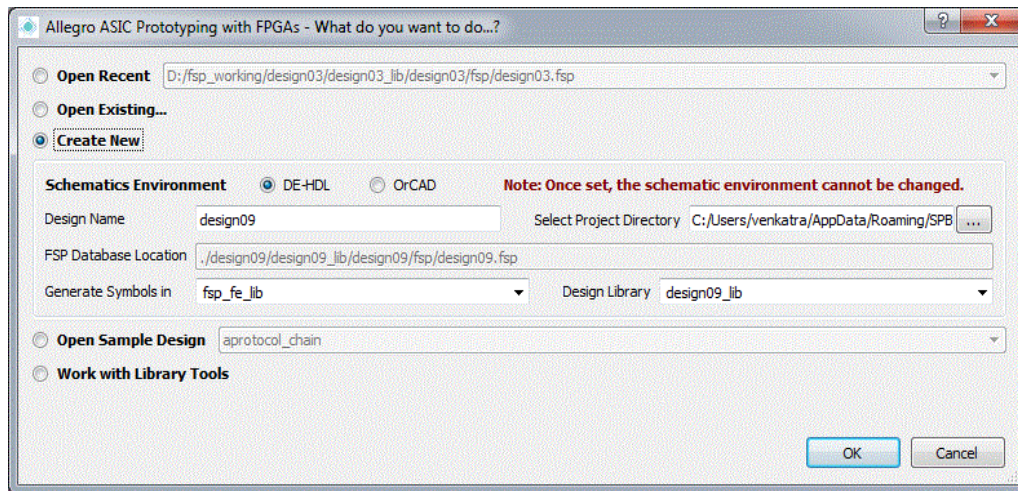 Allegro ASIC Prototyping with FPGAs - What do you want to do...?
Open Recent D:/fsp_working/design03/design03_lib/design03/fsp/design03.fsp
Open Existing...
Create New
Schematics Environment DE-HDL OrCAD Note: Once set, the schematic environment cannot be changed.
Design Name design09 Select Project Directory C:/Users/venkatra/AppData/Roaming/SPB ...
FSP Database Location ./design09/design09_lib/design09/fsp/design09.fsp
Generate Symbols in fsp_fe_lib Design Library design09_lib
Open Sample Design aprotocol_chain
Work with Library Tools
OK Cancel